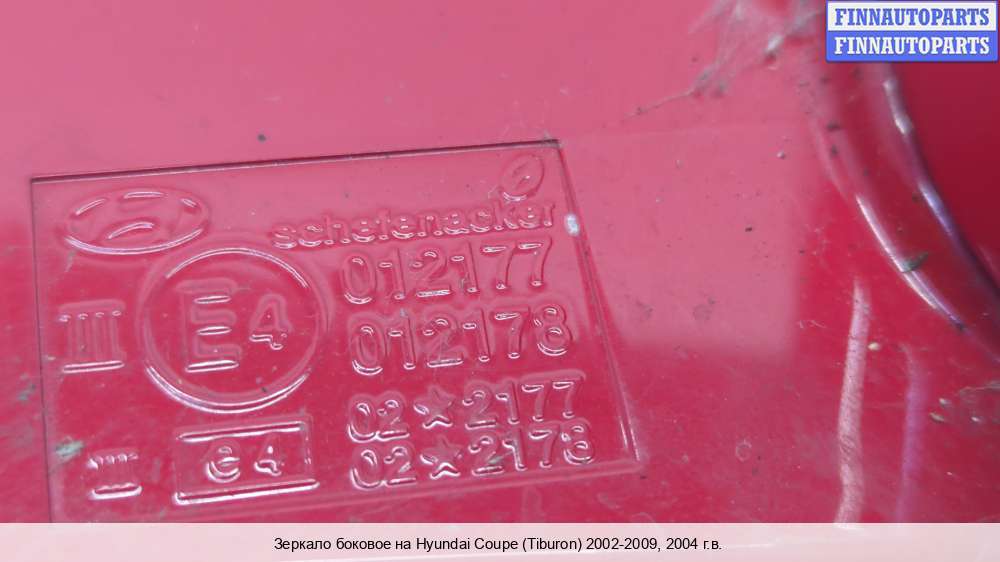 FINNAUTOPARTS
FINNAUTOPARTS
schefenacker
012177
III E4 012178
02★2177
III e4 02★2178
Зеркало боковое на Hyundai Coupe (Tiburon) 2002-2009, 2004 г.в.